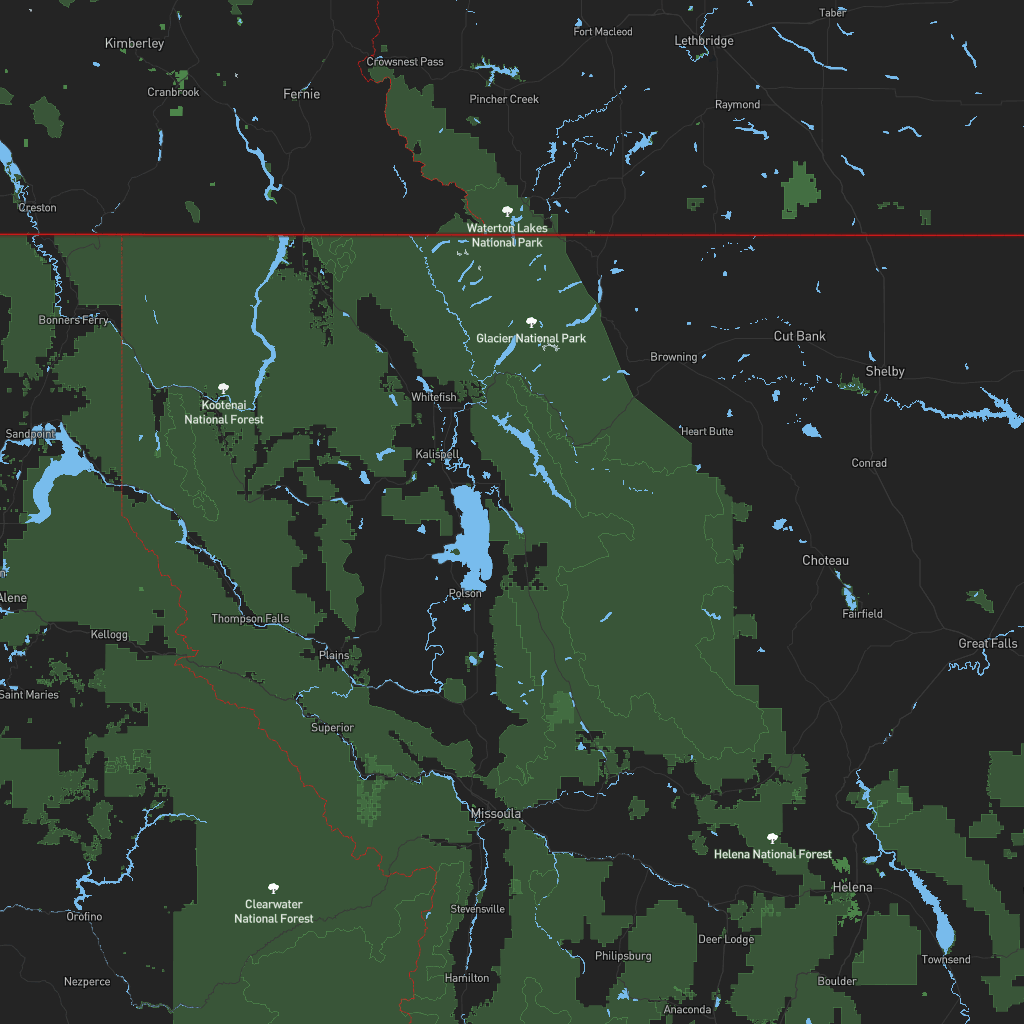 Taber
Fort Macleod
Lethbridge
Kimberley
Crowsnest Pass
Cranbrook
Fernie
Pincher Creek
Raymond
Creston
Waterton Lakes
National Park
Bonners Ferry
Glacier National Park
Cut Bank
Browning
Shelby
Whitefish
Kootenai
National Forest
Sandpoint
Heart Butte
Kalispell
Conrad
Choteau
Polson
Alene
Fairfield
Thompson Falls
Kellogg
Great Falls
Plains
Saint Maries
Superior
Missoula
Helena National Forest
Helena
Clearwater
National Forest
Stevensville
Orofino
Deer Lodge
Philipsburg
Townsend
Hamilton
Nezperce
Boulder
Anaconda